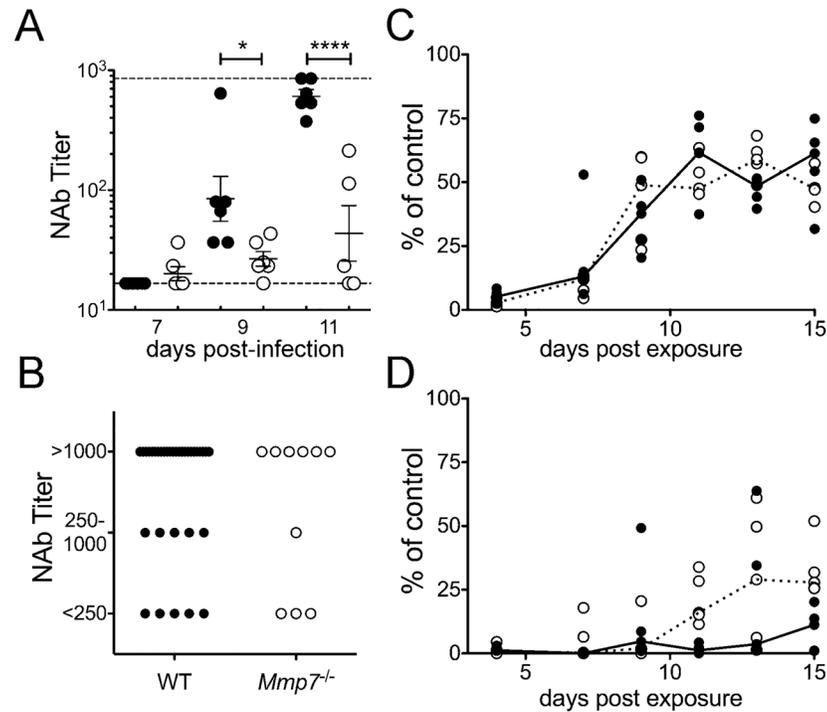 A
* ****
10³
10²
10¹
NAb Titer
7 9 11
days post-infection
B
>1000
250-
1000
<250
NAb Titer
WT Mmp7⁻/⁻
C
100
75
50
25
0
% of control
5 10 15
days post exposure
D
100
75
50
25
0
% of control
5 10 15
days post exposure